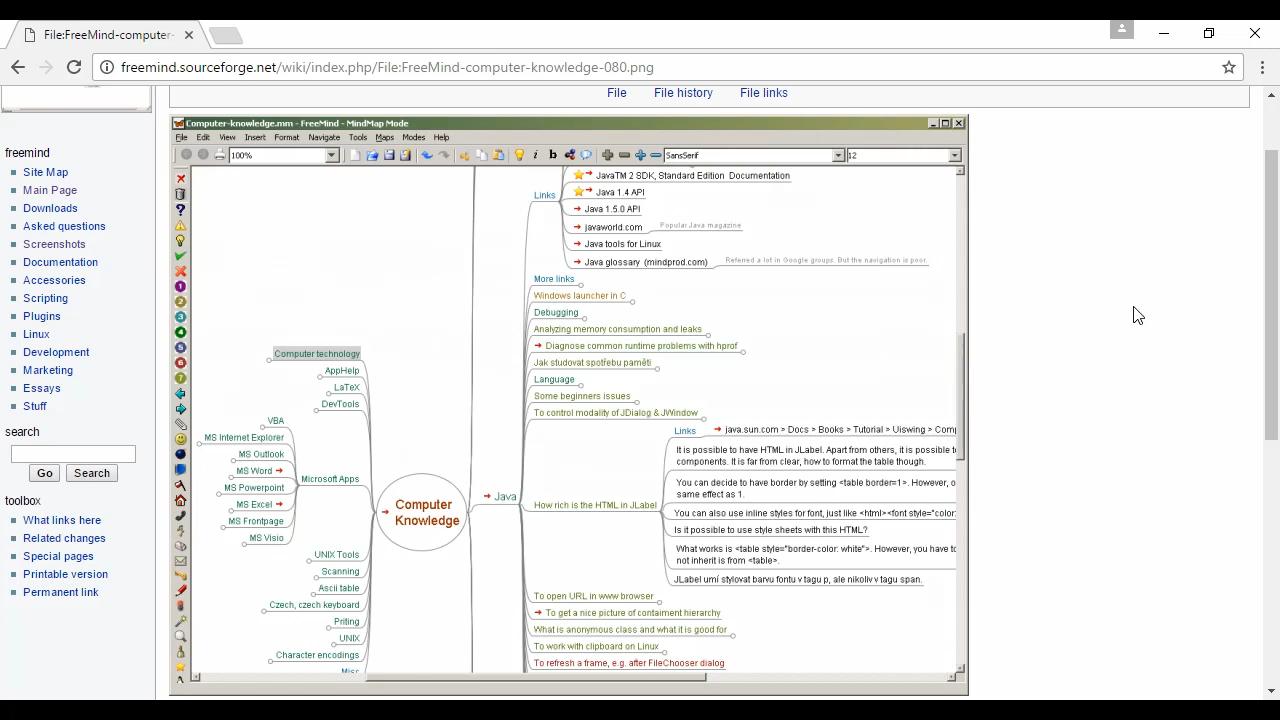 File:FreeMind-computer-
freemind.sourceforge.net/wiki/index.php/File:FreeMind-computer-knowledge-080.png
File File history File links
freemind
Site Map
Main Page
Downloads
Asked questions
Screenshots
Documentation
Accessories
Scripting
Plugins
Linux
Development
Marketing
Essays
Stuff
search
Go Search
toolbox
What links here
Related changes
Special pages
Printable version
Permanent link
Computer-knowledge.mm - FreeMind - MindMap Mode
File Edit View Insert Format Navigate Tools Maps Modes Help
100% SansSerif 12
Computer technology
AppHelp
LaTeX
DevTools
VBA
MS Internet Explorer
MS Outlook
MS Word
MS Powerpoint
MS Excel
MS Frontpage
MS Visio
Microsoft Apps
UNIX Tools
Scanning
Ascii table
Czech, czech keyboard
Priting
UNIX
Character encodings
Misc
Computer
Knowledge
Java
Links
JavaTM 2 SDK, Standard Edition Documentation
Java 1.4 API
Java 1.5.0 API
javaworld.com Popular Java magazine
Java tools for Linux
Java glossary (mindprod.com) Referred a lot in Google groups. But the navigation is poor.
More links
Windows launcher in C
Debugging
Analyzing memory consumption and leaks
Diagnose common runtime problems with hprof
Jak studovat spotřebu paměti
Language
Some beginners issues
To control modality of JDialog & JWindow
How rich is the HTML in JLabel
Links java.sun.com > Docs > Books > Tutorial > Uiswing > Comp
It is possible to have HTML in JLabel. Apart from others, it is possible to
components. It is far from clear, how to format the table though.
You can decide to have border by setting <table border=1>. However, o
same effect as 1.
You can also use inline styles for font, just like <html><font style="color:
Is it possible to use style sheets with this HTML?
What works is <table style="border-color: white">. However, you have to
not inherit is from <table>.
JLabel umí stylovat barvu fontu v tagu p, ale nikoliv v tagu span.
To open URL in www browser
To get a nice picture of contaiment hierarchy
What is anonymous class and what it is good for
To work with clipboard on Linux
To refresh a frame, e.g. after FileChooser dialog